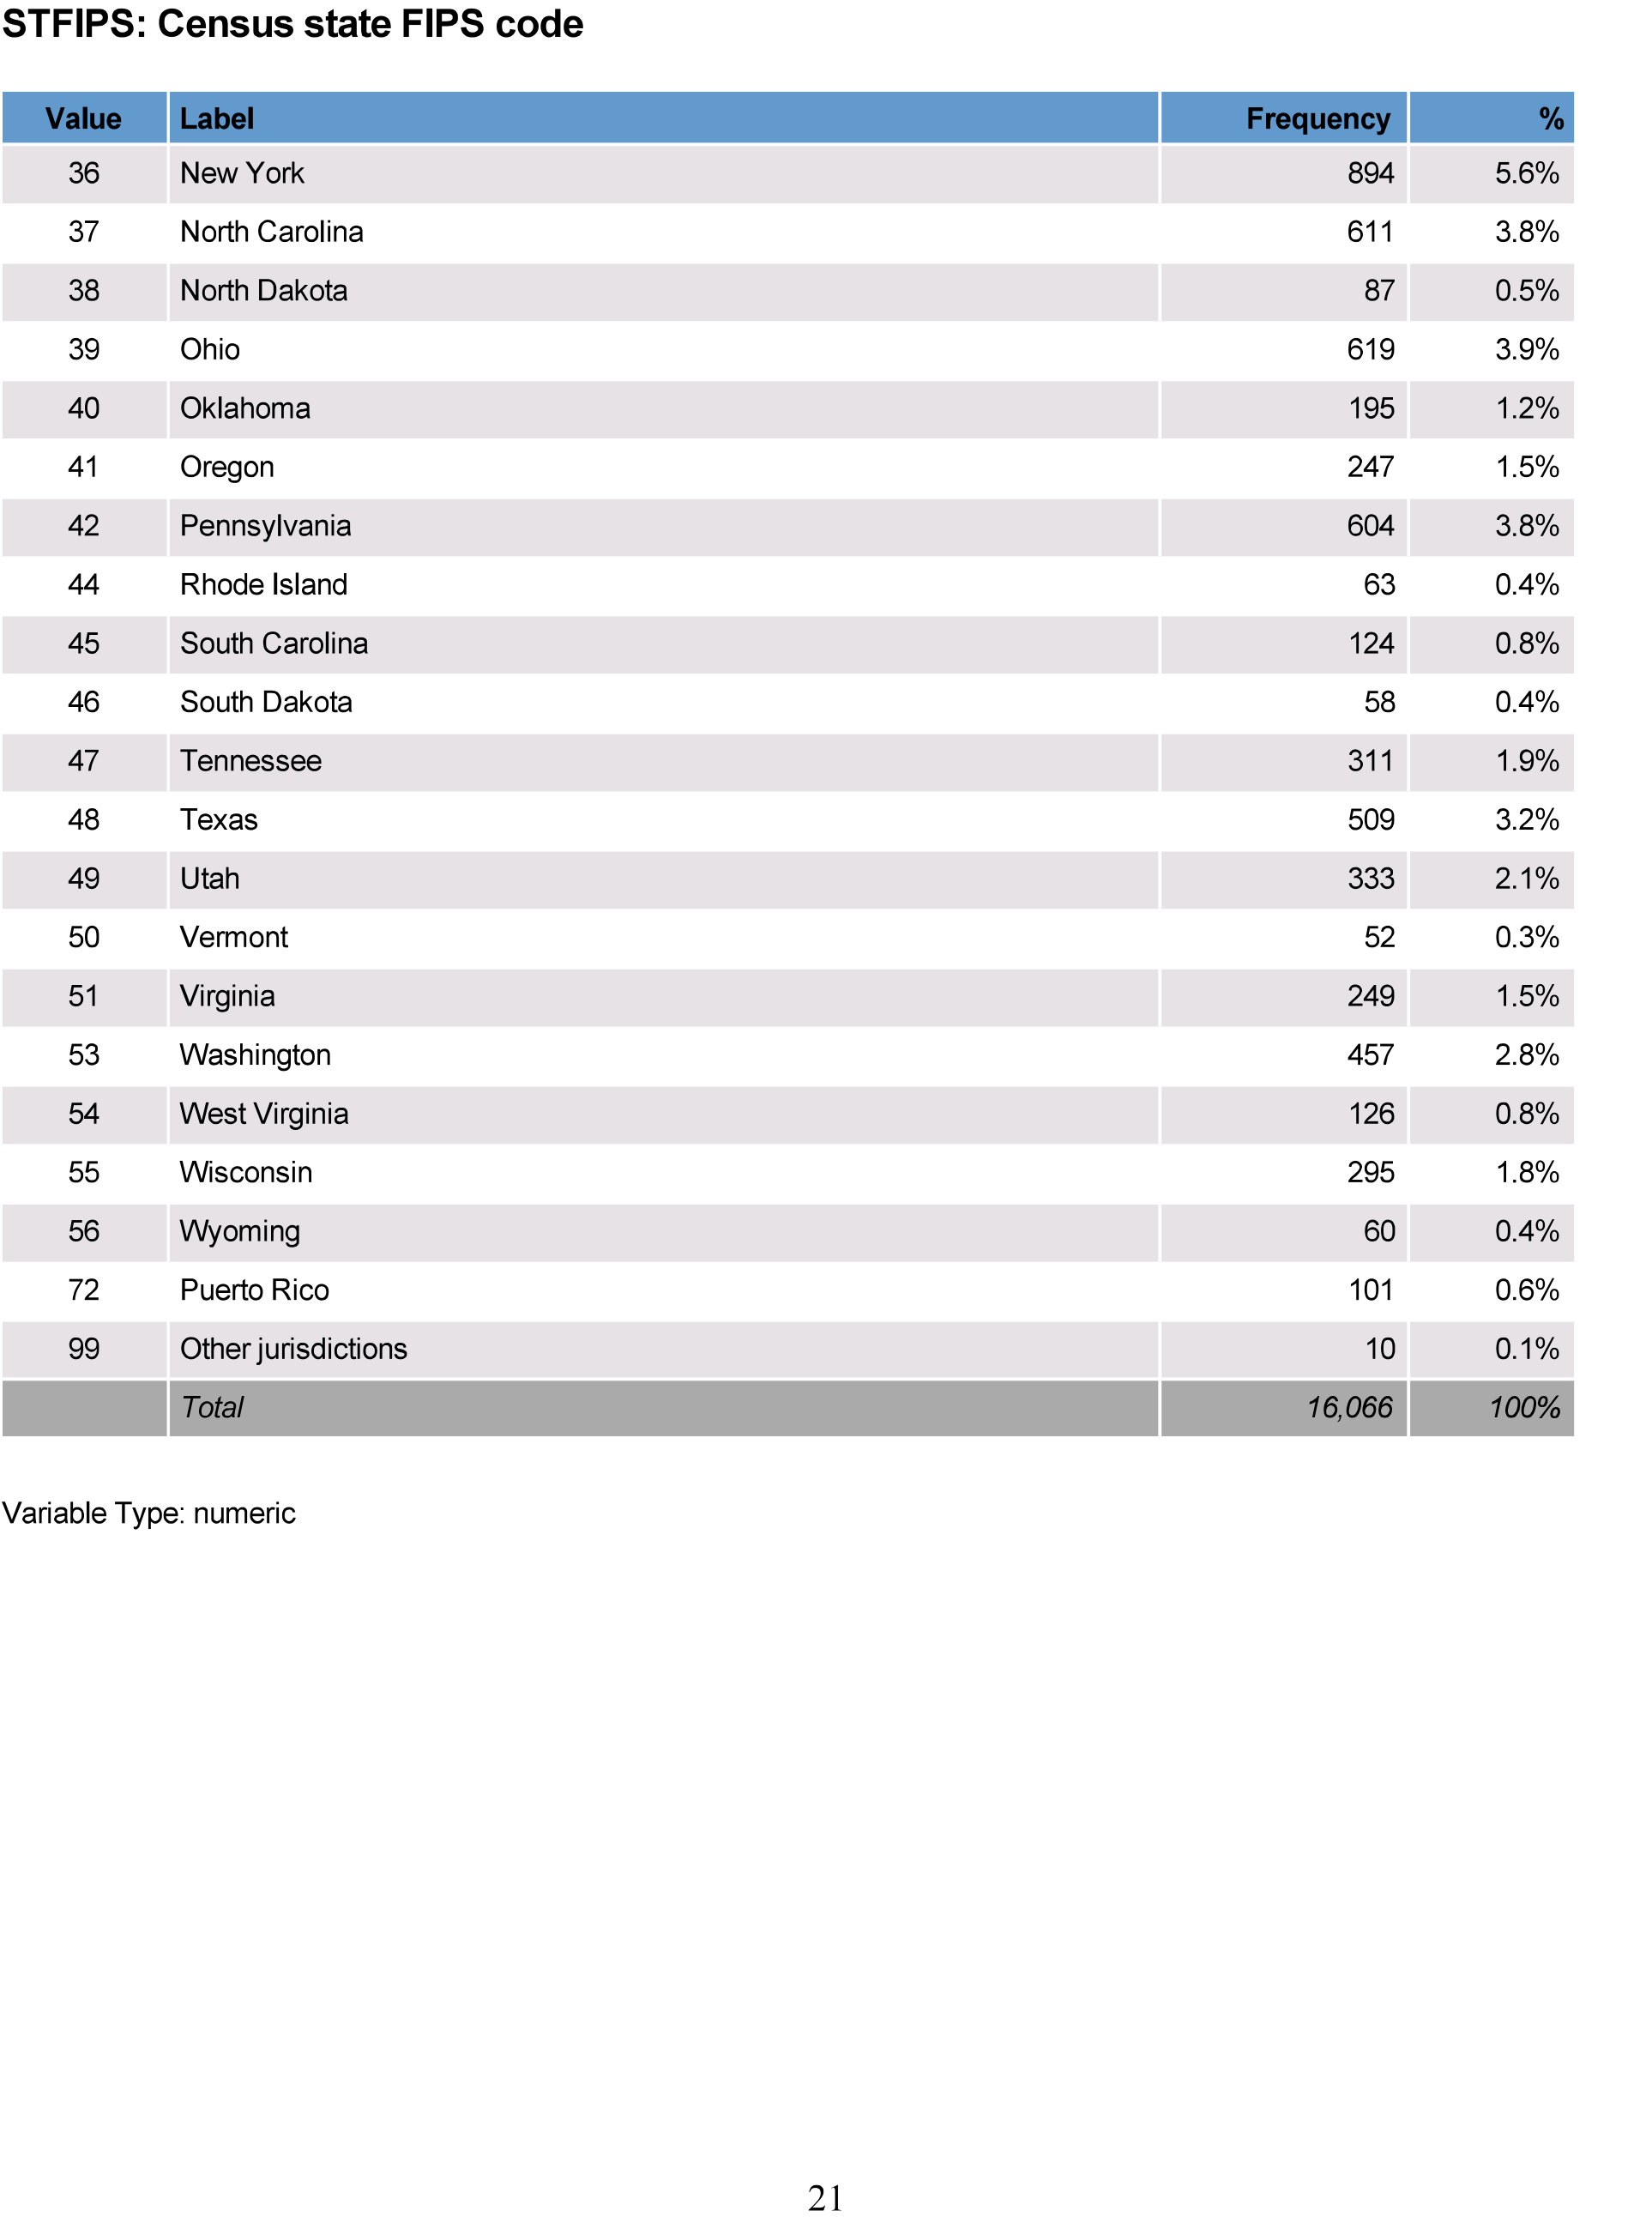 STFIPS: Census state FIPS code
Value Label Frequency %
36 New York 894 5.6%
37 North Carolina 611 3.8%
38 North Dakota 87 0.5%
39 Ohio 619 3.9%
40 Oklahoma 195 1.2%
41 Oregon 247 1.5%
42 Pennsylvania 604 3.8%
44 Rhode Island 63 0.4%
45 South Carolina 124 0.8%
46 South Dakota 58 0.4%
47 Tennessee 311 1.9%
48 Texas 509 3.2%
49 Utah 333 2.1%
50 Vermont 52 0.3%
51 Virginia 249 1.5%
53 Washington 457 2.8%
54 West Virginia 126 0.8%
55 Wisconsin 295 1.8%
56 Wyoming 60 0.4%
72 Puerto Rico 101 0.6%
99 Other jurisdictions 10 0.1%
Total 16,066 100%
Variable Type: numeric
21